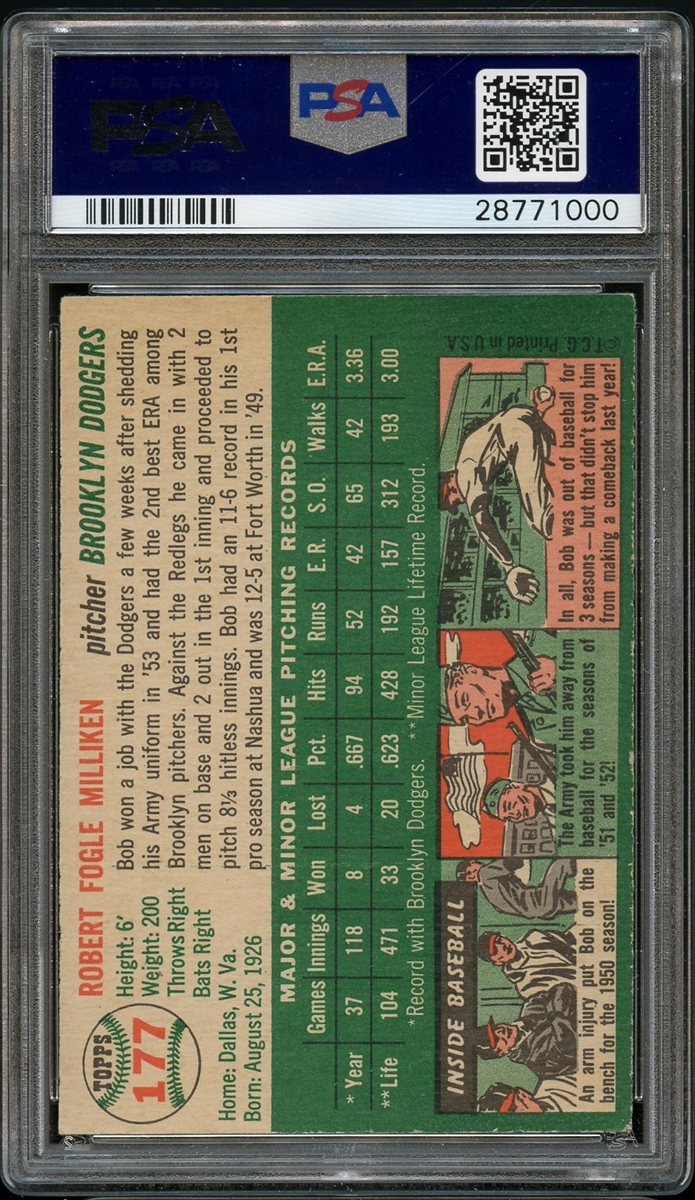 PSA
PSA
28771000
TOPPS
177
ROBERT FOGLE MILLIKEN
pitcher BROOKLYN DODGERS
Height: 6'
Weight: 200
Throws Right
Bats Right
Home: Dallas, W. Va.
Born: August 25, 1926
Bob won a job with the Dodgers a few weeks after shedding
his Army uniform in '53 and had the 2nd best ERA among
Brooklyn pitchers. Against the Redlegs he came in with 2
men on base and 2 out in the 1st inning and proceeded to
pitch 8⅓ hitless innings. Bob had an 11-6 record in his 1st
pro season at Nashua and was 12-5 at Fort Worth in '49.
MAJOR & MINOR LEAGUE PITCHING RECORDS
Games Innings Won Lost Pct. Hits Runs E.R. S.O. Walks E.R.A.
* Year 37 118 8 4 .667 94 52 42 65 42 3.36
**Life 104 471 33 20 .623 428 192 157 312 193 3.00
*Record with Brooklyn Dodgers. **Minor League Lifetime Record.
INSIDE BASEBALL
An arm injury put Bob on the
bench for the 1950 season!
The Army took him away from
baseball for the seasons of
'51 and '52!
In all, Bob was out of baseball for
3 seasons — but that didn't stop him
from making a comeback last year!
©T.C.G. Printed in U.S.A.